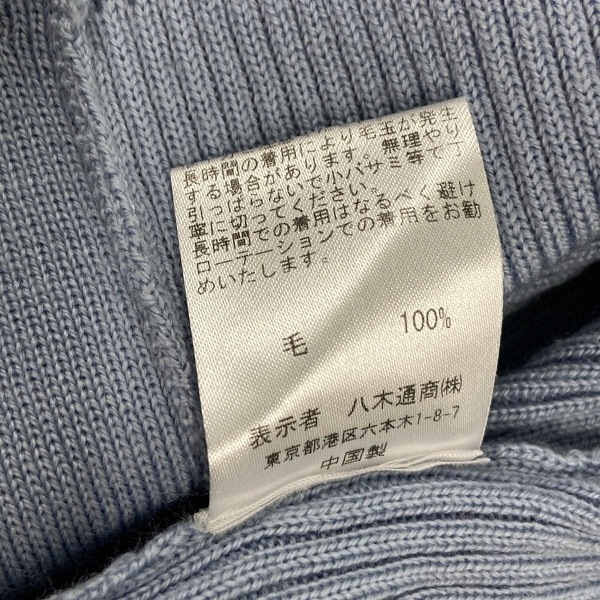 長時間の着用により毛玉が発生
する場合があります。無理やり
引っぱらないで小バサミ等で丁
寧に切ってください。
長時間での着用はなるべく避け
ローテーションでの着用をお勧
めいたします。
毛 100%
表示者 八木通商㈱
東京都港区六本木1-8-7
中国製